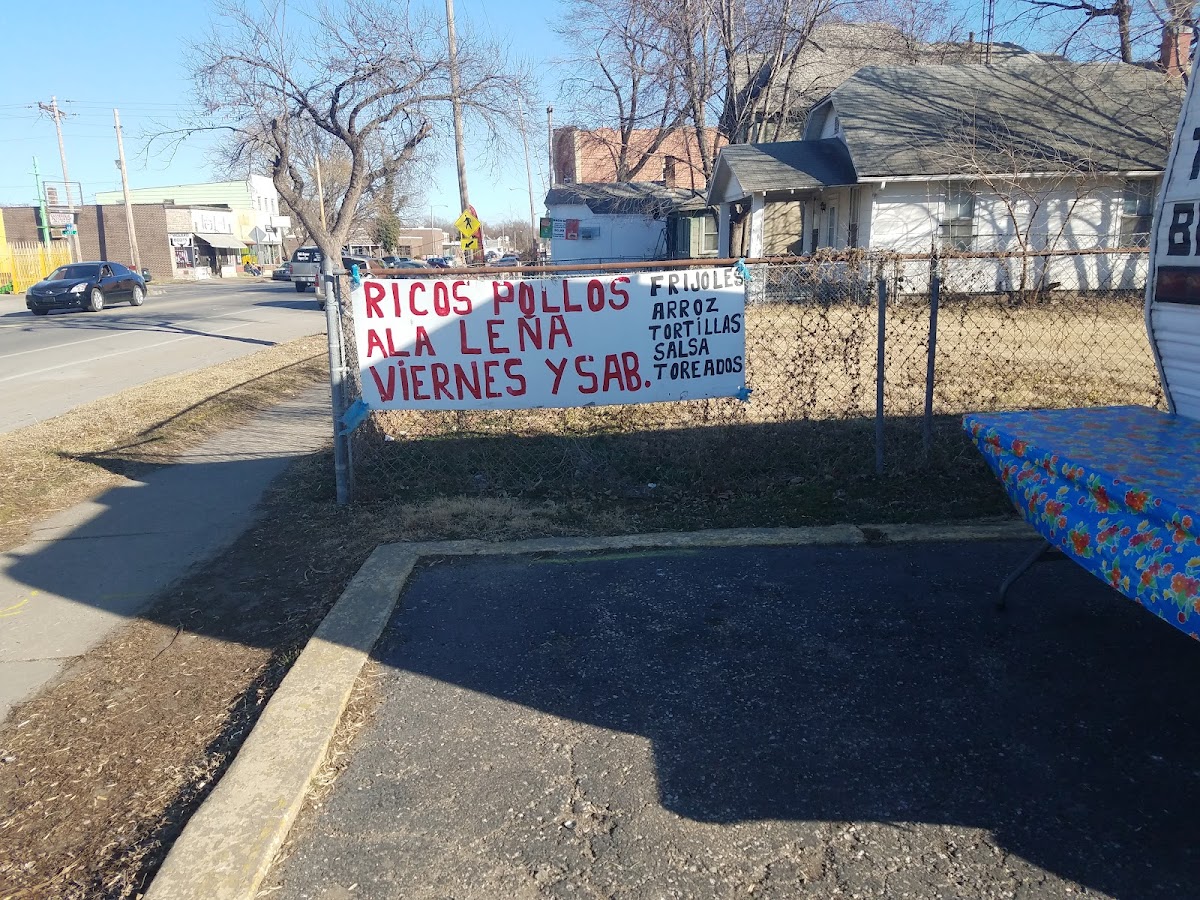 RICOS POLLOS
ALA LEÑA
VIERNES Y SAB.
FRIJOLES
ARROZ
TORTILLAS
SALSA
TOREADOS